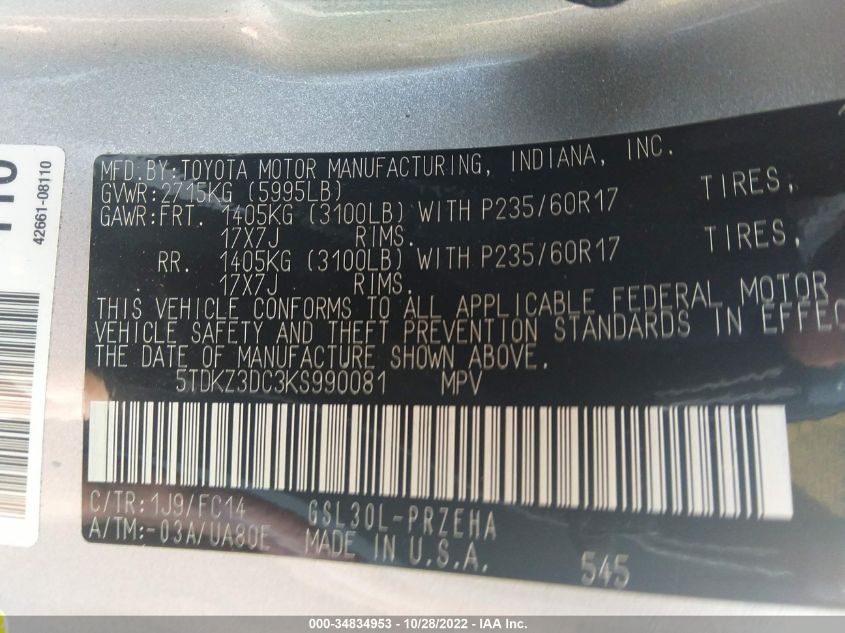 42661-08110
MFD.BY:TOYOTA MOTOR MANUFACTURING, INDIANA, INC.
GVWR:2715KG (5995LB)
GAWR:FRT. 1405KG (3100LB) WITH P235/60R17 TIRES,
17X7J RIMS.
RR. 1405KG (3100LB) WITH P235/60R17 TIRES,
17X7J RIMS.
THIS VEHICLE CONFORMS TO ALL APPLICABLE FEDERAL MOTOR
VEHICLE SAFETY AND THEFT PREVENTION STANDARDS IN EFFEC
THE DATE OF MANUFACTURE SHOWN ABOVE.
5TDKZ3DC3KS990081 MPV
C/TR:1J9/FC14 GSL30L-PRZEHA
A/TM:-03A/UA80E MADE IN U.S.A. 545
000-34834953 - 10/28/2022 - IAA Inc.